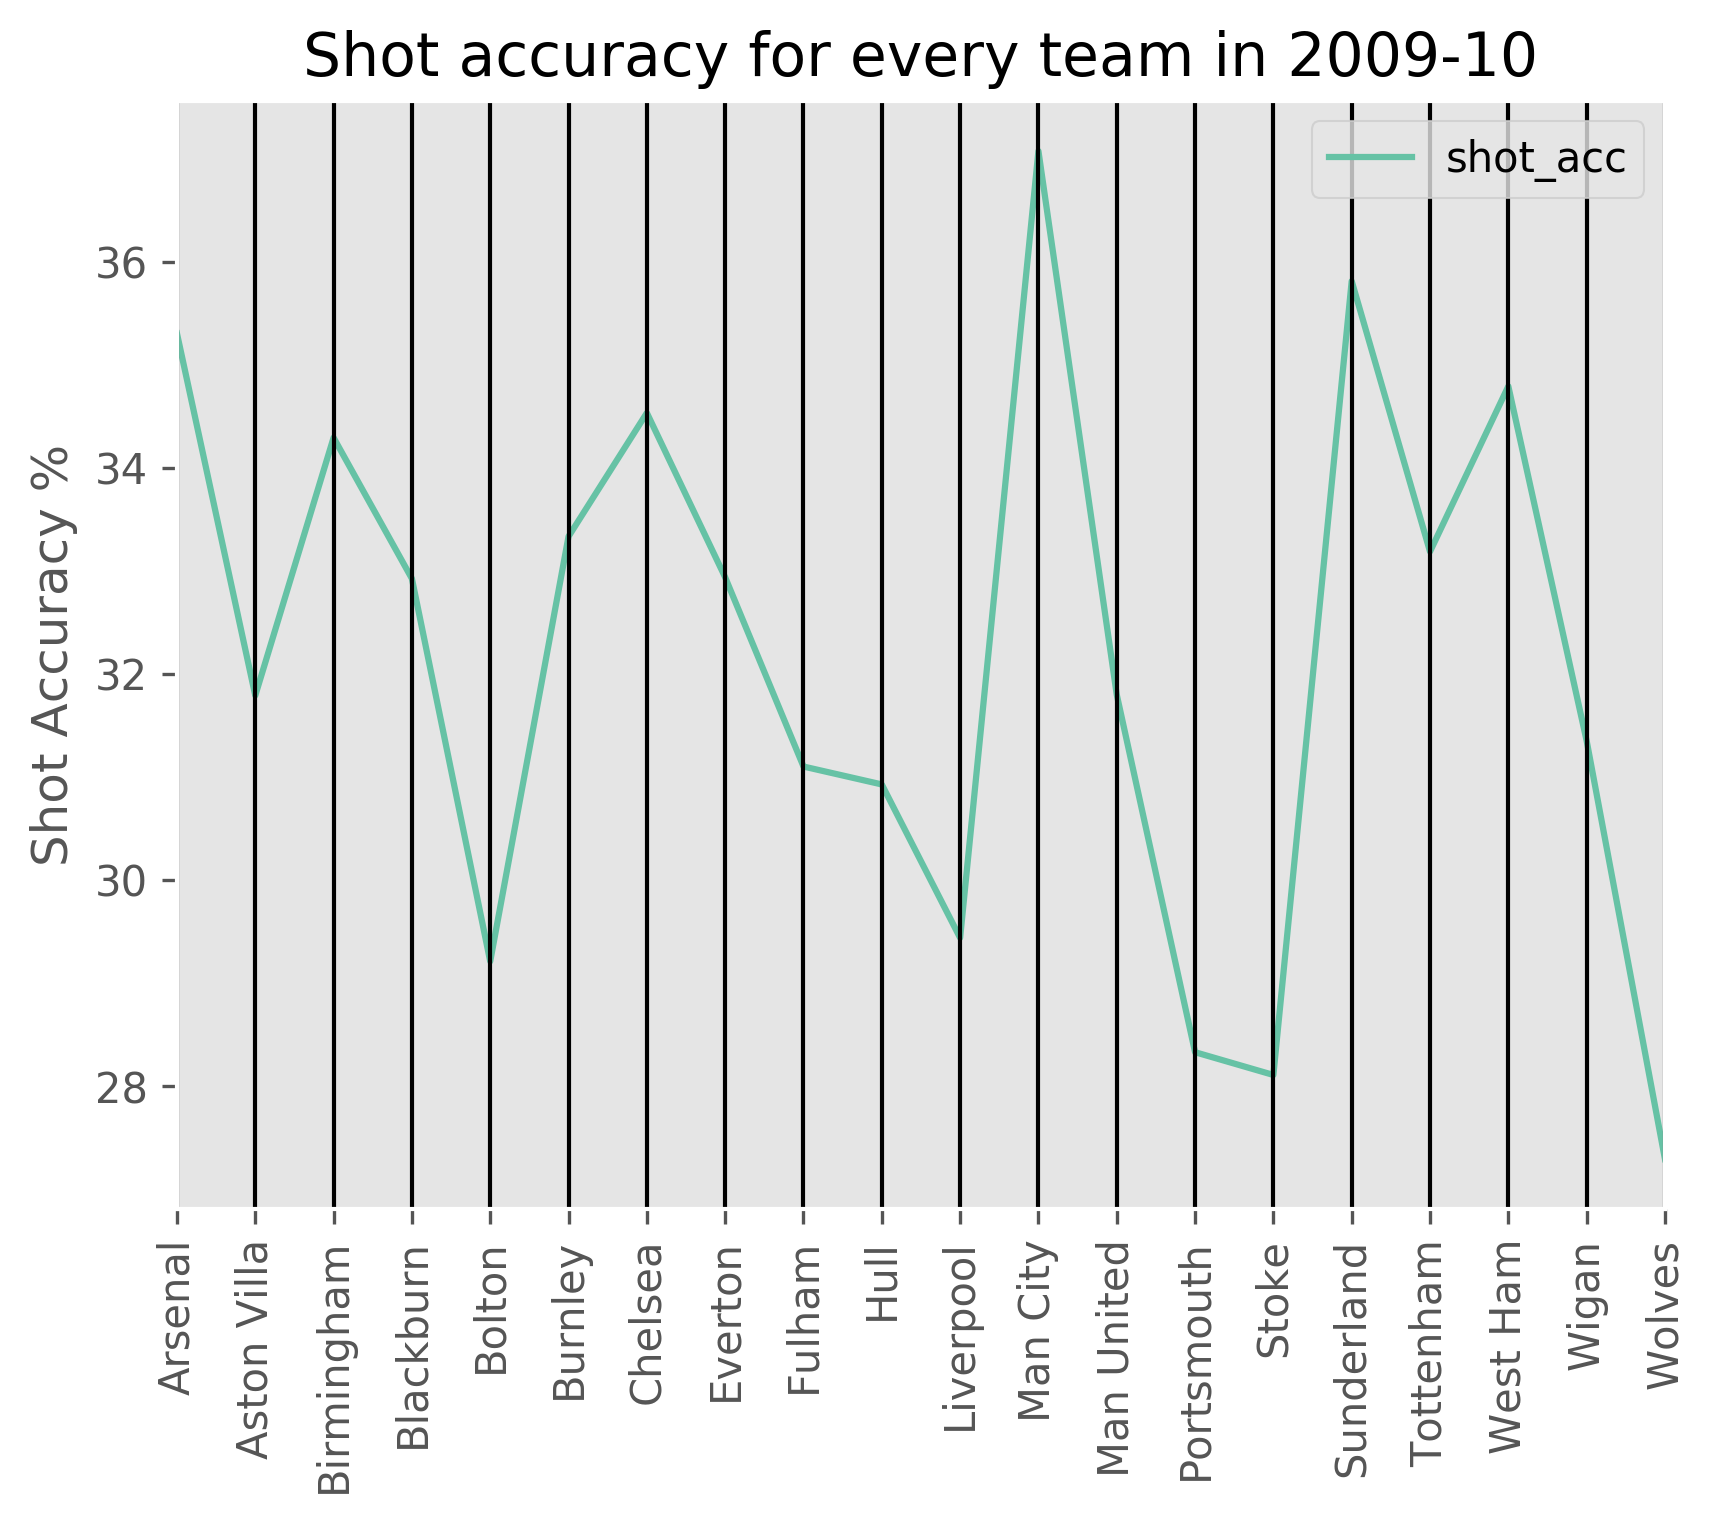 Shot accuracy for every team in 2009-10
shot_acc
Shot Accuracy %
36
34
32
30
28
Arsenal
Aston Villa
Birmingham
Blackburn
Bolton
Burnley
Chelsea
Everton
Fulham
Hull
Liverpool
Man City
Man United
Portsmouth
Stoke
Sunderland
Tottenham
West Ham
Wigan
Wolves